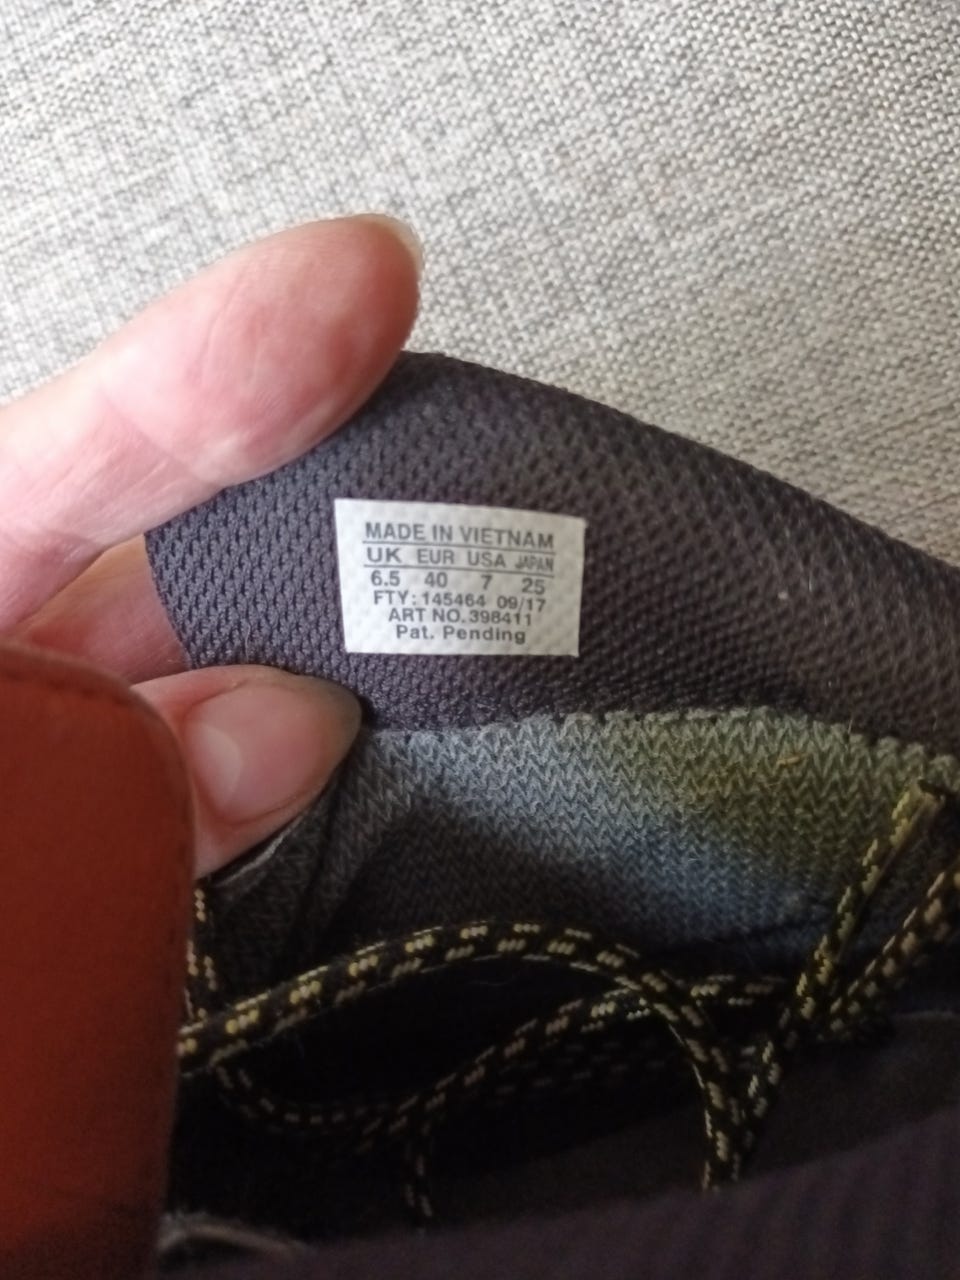 MADE IN VIETNAM
UK EUR USA JAPAN
6.5 40 7 25
FTY: 145464 09/17
ART NO. 398411
Pat. Pending